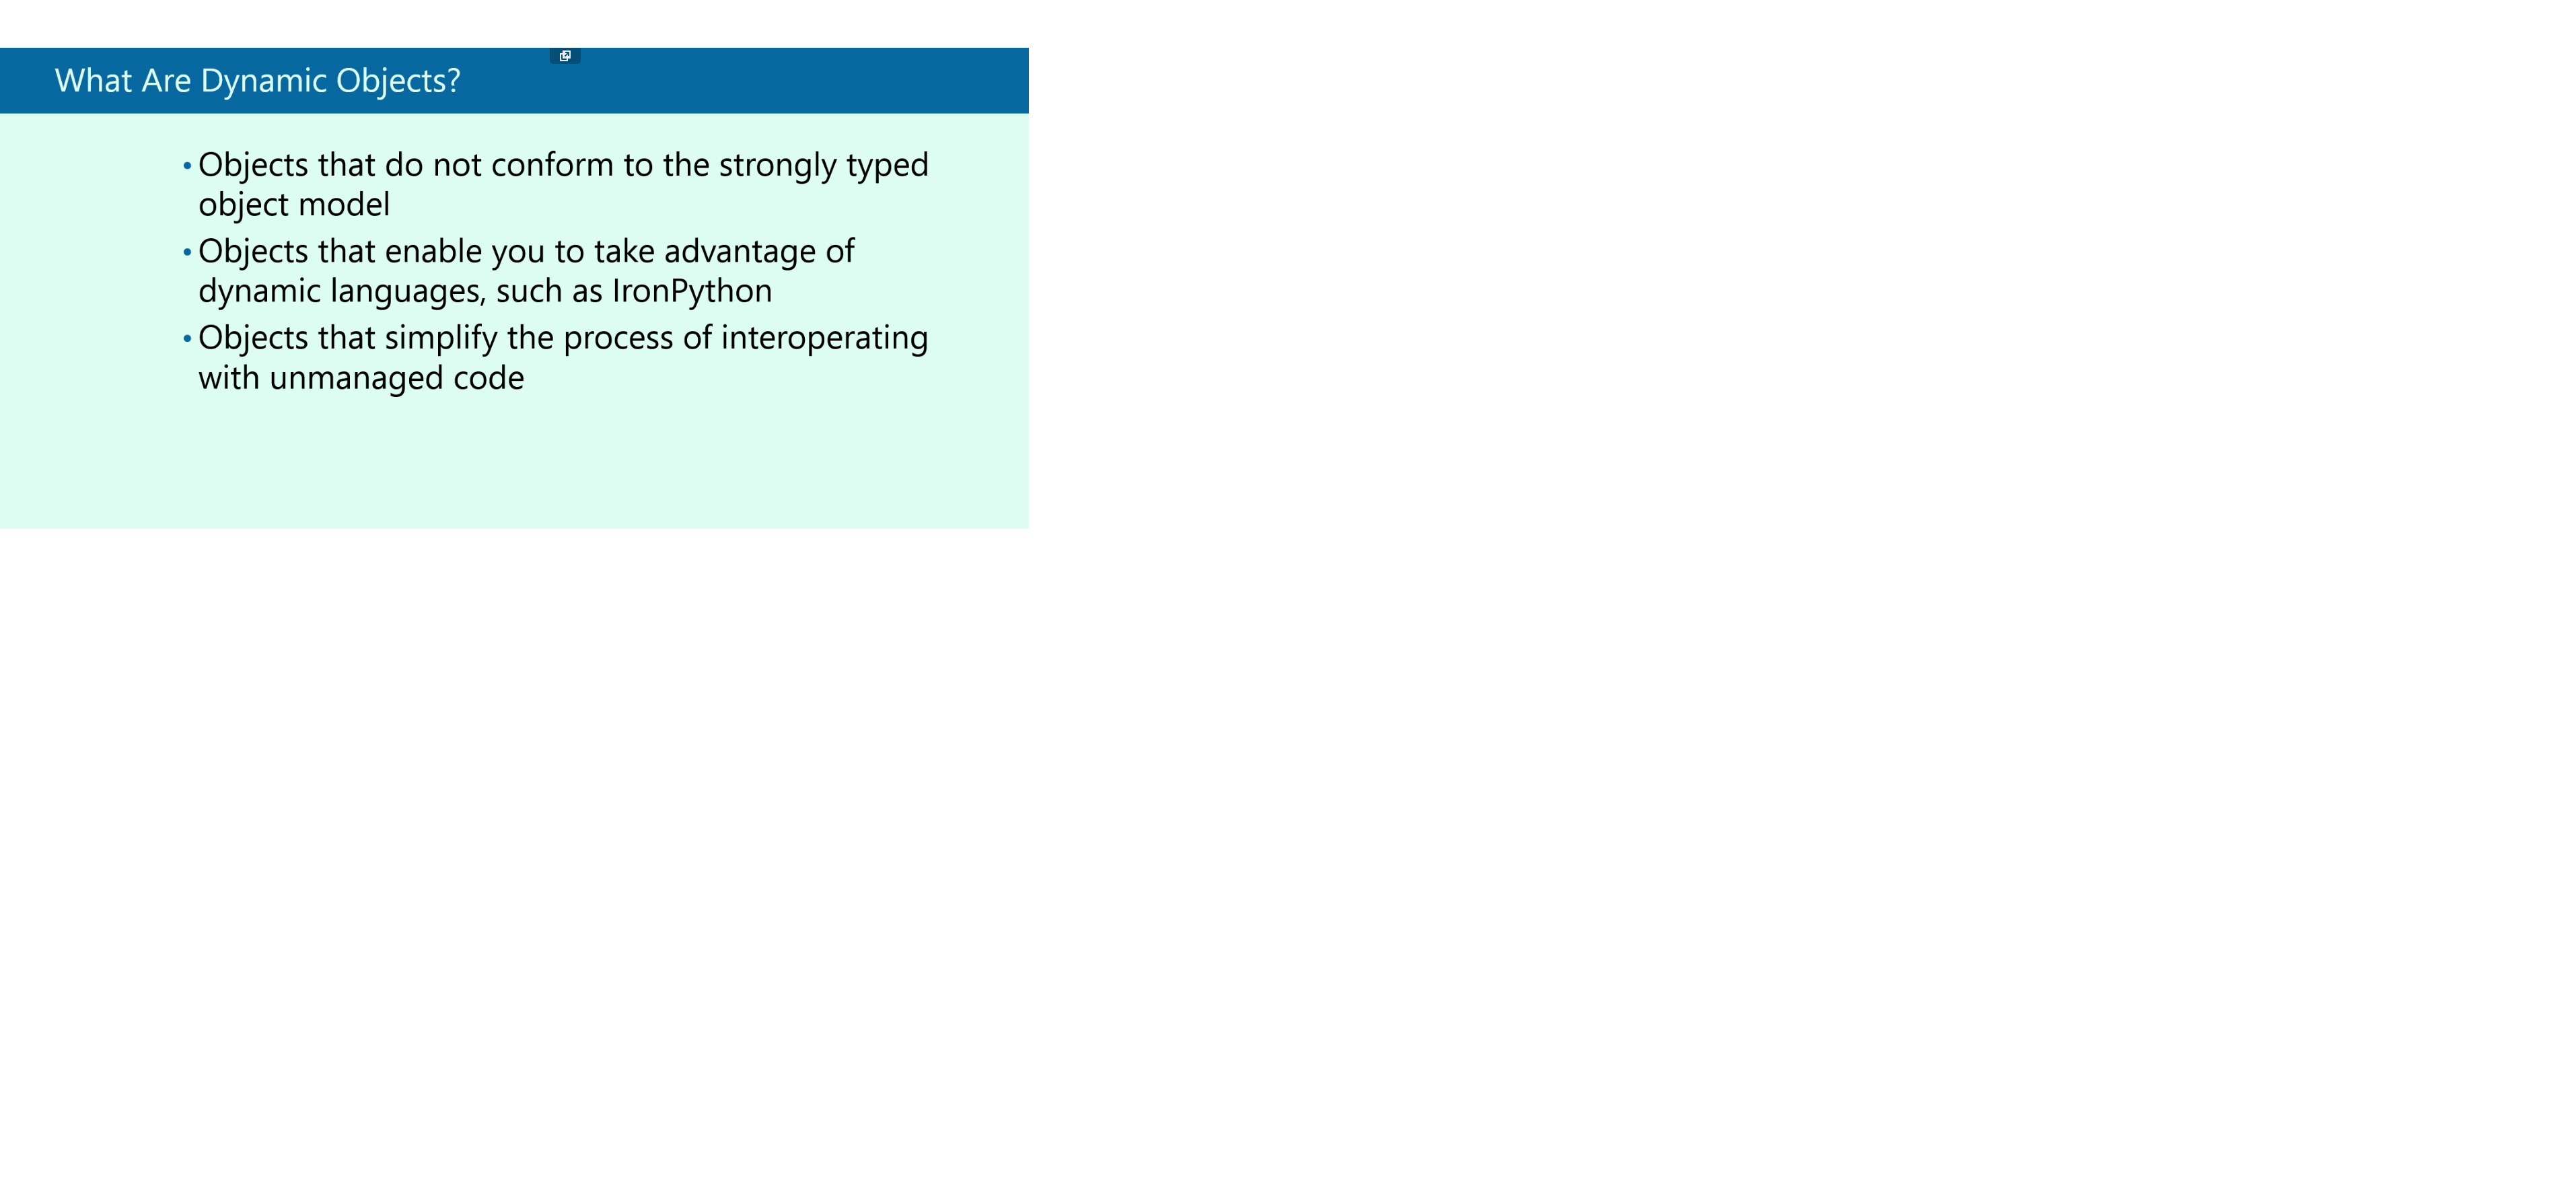 What Are Dynamic Objects?
• Objects that do not conform to the strongly typed
object model
• Objects that enable you to take advantage of
dynamic languages, such as IronPython
• Objects that simplify the process of interoperating
with unmanaged code